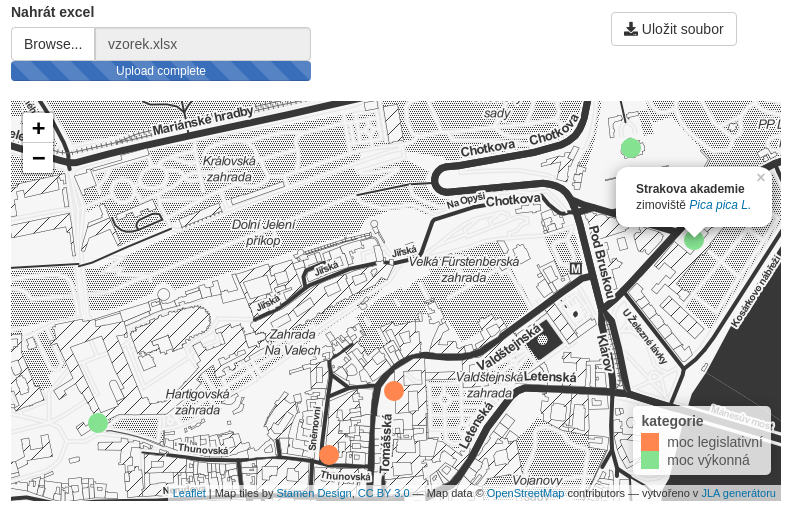 Nahrát excel
Browse... vzorek.xlsx
Upload complete
Uložit soubor
+
−
Mariánské hradby
sady
Chotkova
Chotkova
Královská
zahrada
Na Opyši
Chotkova
Strakova akademie ×
zimoviště Pica pica L.
Dolní Jelení
příkop
Jiřská
Jiřská
Jiřská
Velká Fürstenberská
zahrada
Pod Bruskou
M
Kosárkovo nábřeží
U Železné lávky
Zahrada
Na Valech
Valdštejnská
Klárov
Valdštejnská
zahrada
Letenská
Hartigovská
zahrada
Sněmovní
Tomášská
Letenská
Mánesův most
Thunovská
Thunovská
Vojanovy
kategorie
moc legislativní
moc výkonná
Leaflet | Map tiles by Stamen Design, CC BY 3.0 — Map data © OpenStreetMap contributors — vytvořeno v JLA generátoru